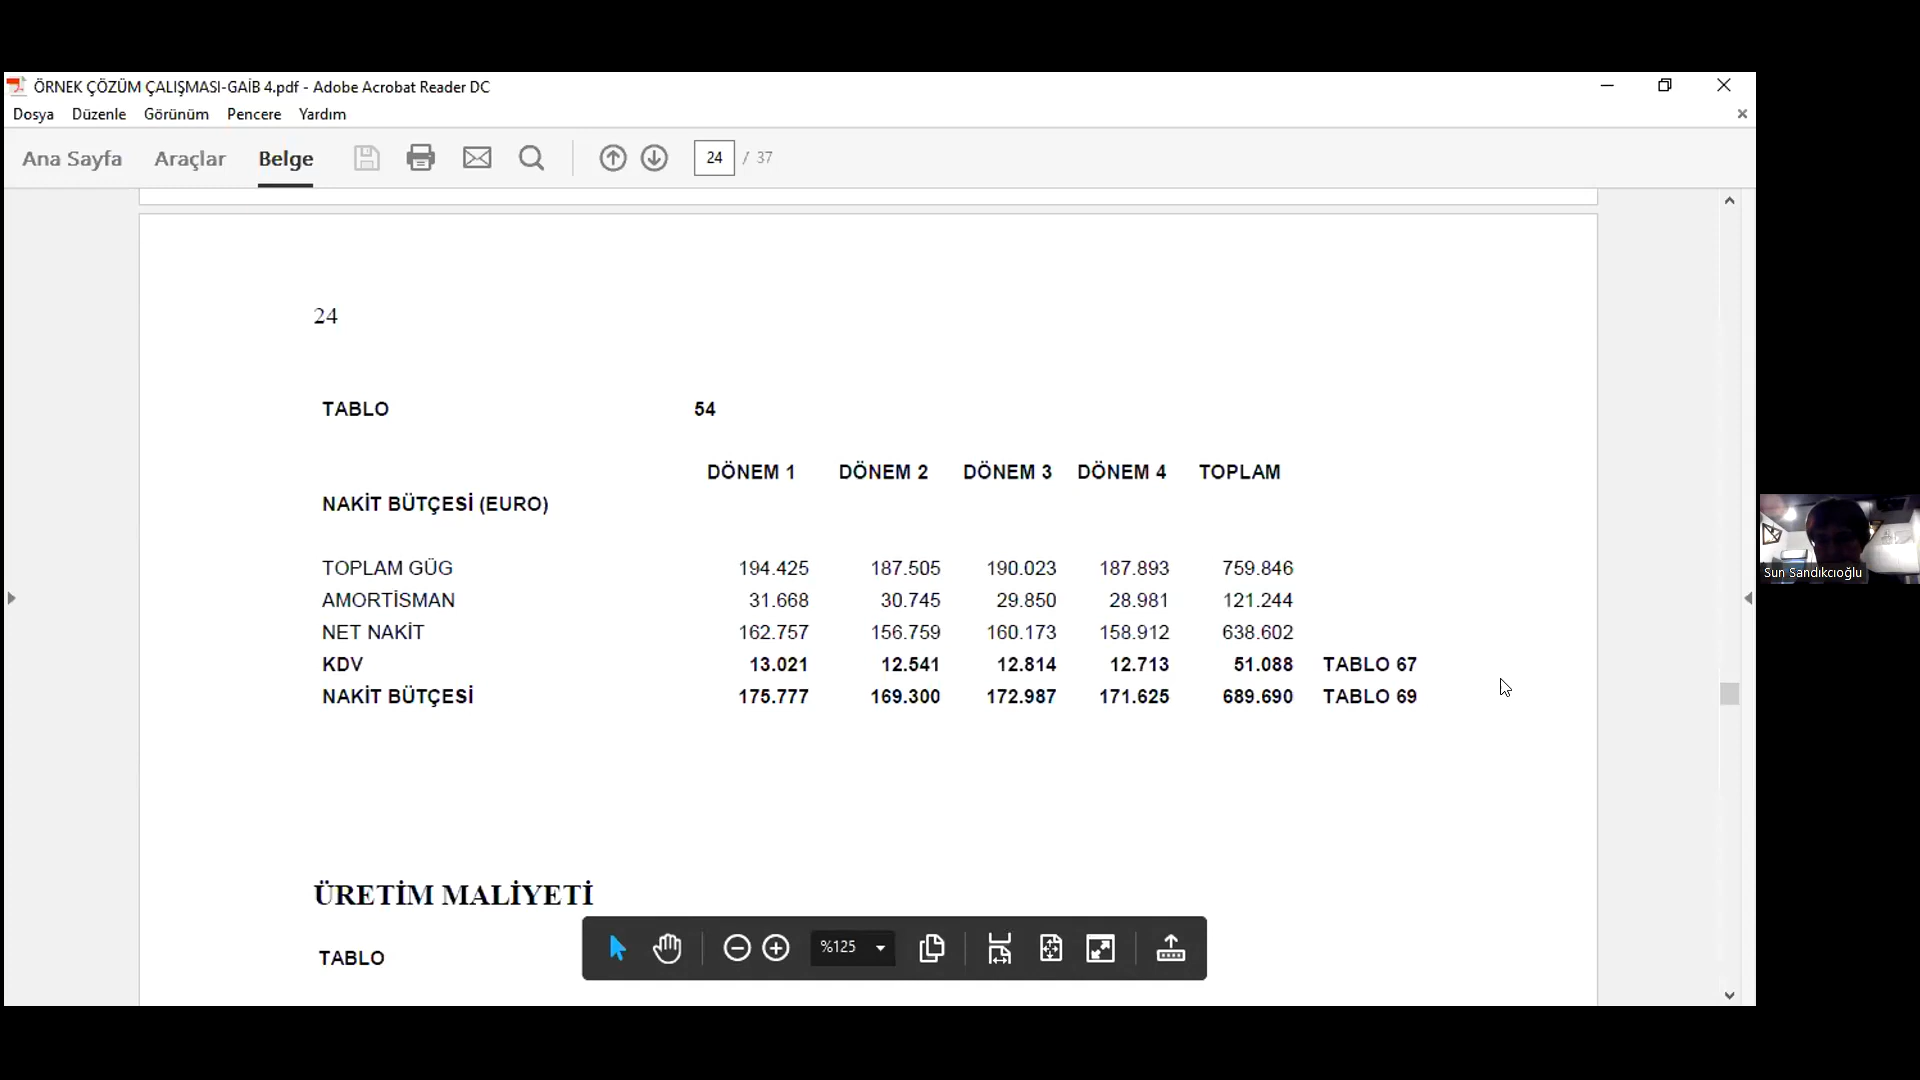 ÖRNEK ÇÖZÜM ÇALIŞMASI-GAİB 4.pdf - Adobe Acrobat Reader DC
Dosya Düzenle Görünüm Pencere Yardım
Ana Sayfa Araçlar Belge 24 / 37
24
TABLO 54
DÖNEM 1 DÖNEM 2 DÖNEM 3 DÖNEM 4 TOPLAM
NAKİT BÜTÇESİ (EURO)
TOPLAM GÜG 194.425 187.505 190.023 187.893 759.846
AMORTİSMAN 31.668 30.745 29.850 28.981 121.244
NET NAKİT 162.757 156.759 160.173 158.912 638.602
KDV 13.021 12.541 12.814 12.713 51.088 TABLO 67
NAKİT BÜTÇESİ 175.777 169.300 172.987 171.625 689.690 TABLO 69
Sun Sandıkcıoğlu
ÜRETİM MALİYETİ
TABLO
%125